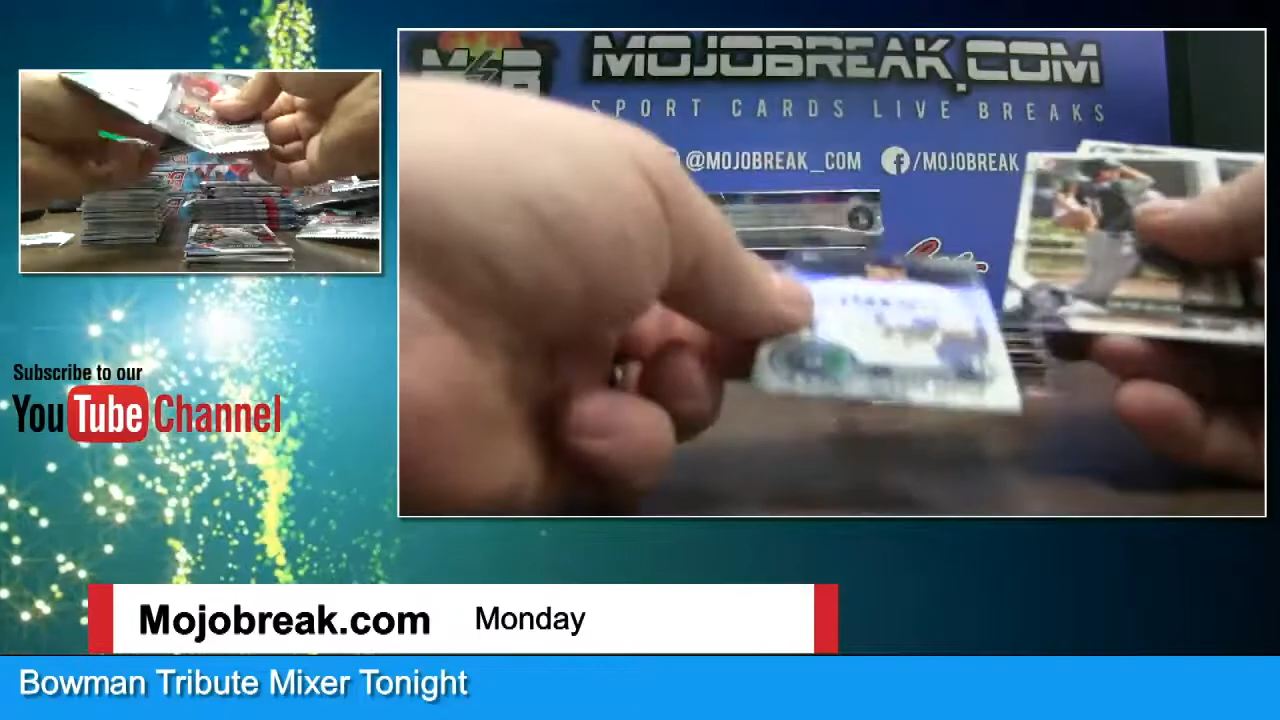 MOJOBREAK.COM
SPORT CARDS LIVE BREAKS
@MOJOBREAK_COM
/MOJOBREAK
Subscribe to our
YouTube Channel
Mojobreak.com
Monday
Bowman Tribute Mixer Tonight